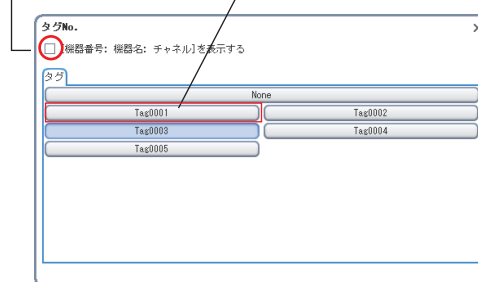 タグNo.
[機器番号: 機器名: チャネル]を表示する
タグ
None
Tag0001 Tag0002
Tag0003 Tag0004
Tag0005